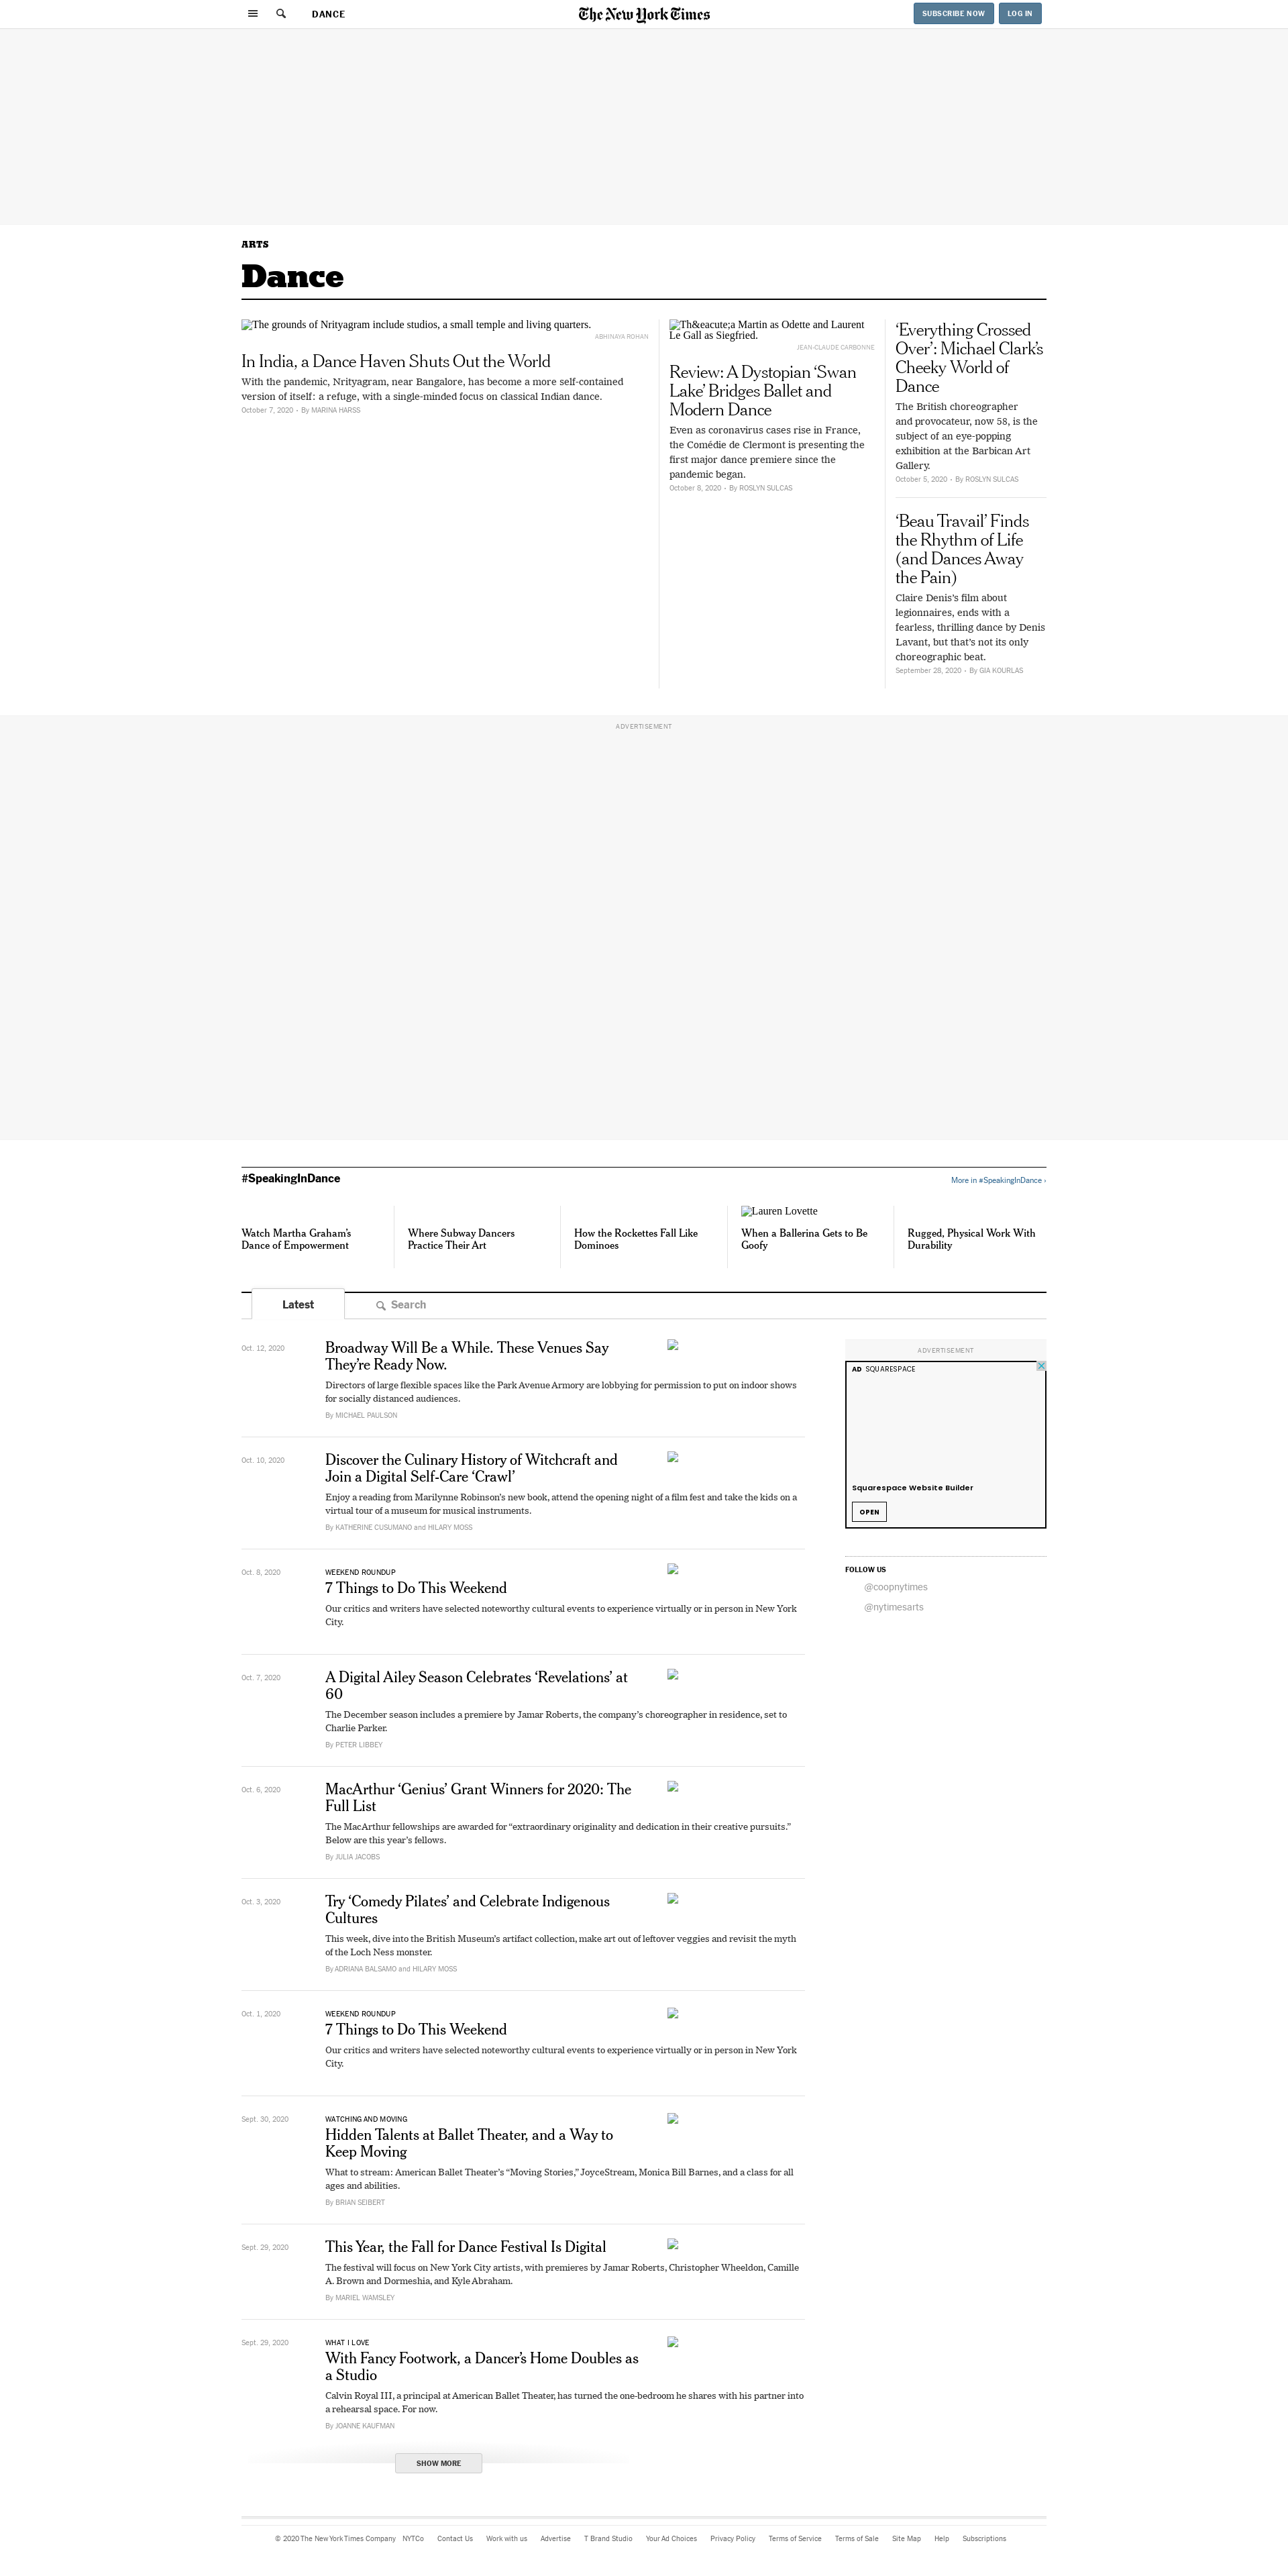 DANCE
The New York Times
SUBSCRIBE NOW
LOG IN
ARTS
Dance
The grounds of Nrityagram include studios, a small temple and living quarters.
ABHINAYA ROHAN
In India, a Dance Haven Shuts Out the World
With the pandemic, Nrityagram, near Bangalore, has become a more self-contained
version of itself: a refuge, with a single-minded focus on classical Indian dance.
October 7, 2020 • By MARINA HARSS
Th&eacute;a Martin as Odette and Laurent
Le Gall as Siegfried.
JEAN-CLAUDE CARBONNE
Review: A Dystopian ‘Swan
Lake’ Bridges Ballet and
Modern Dance
Even as coronavirus cases rise in France,
the Comédie de Clermont is presenting the
first major dance premiere since the
pandemic began.
October 8, 2020 • By ROSLYN SULCAS
‘Everything Crossed
Over’: Michael Clark’s
Cheeky World of
Dance
The British choreographer
and provocateur, now 58, is the
subject of an eye-popping
exhibition at the Barbican Art
Gallery.
October 5, 2020 • By ROSLYN SULCAS
‘Beau Travail’ Finds
the Rhythm of Life
(and Dances Away
the Pain)
Claire Denis’s film about
legionnaires, ends with a
fearless, thrilling dance by Denis
Lavant, but that’s not its only
choreographic beat.
September 28, 2020 • By GIA KOURLAS
ADVERTISEMENT
#SpeakingInDance
More in #SpeakingInDance ›
Watch Martha Graham’s
Dance of Empowerment
Where Subway Dancers
Practice Their Art
How the Rockettes Fall Like
Dominoes
Lauren Lovette
When a Ballerina Gets to Be
Goofy
Rugged, Physical Work With
Durability
Latest
Search
Oct. 12, 2020
Broadway Will Be a While. These Venues Say
They’re Ready Now.
Directors of large flexible spaces like the Park Avenue Armory are lobbying for permission to put on indoor shows
for socially distanced audiences.
By MICHAEL PAULSON
Oct. 10, 2020
Discover the Culinary History of Witchcraft and
Join a Digital Self-Care ‘Crawl’
Enjoy a reading from Marilynne Robinson’s new book, attend the opening night of a film fest and take the kids on a
virtual tour of a museum for musical instruments.
By KATHERINE CUSUMANO and HILARY MOSS
Oct. 8, 2020
WEEKEND ROUNDUP
7 Things to Do This Weekend
Our critics and writers have selected noteworthy cultural events to experience virtually or in person in New York
City.
Oct. 7, 2020
A Digital Ailey Season Celebrates ‘Revelations’ at
60
The December season includes a premiere by Jamar Roberts, the company’s choreographer in residence, set to
Charlie Parker.
By PETER LIBBEY
Oct. 6, 2020
MacArthur ‘Genius’ Grant Winners for 2020: The
Full List
The MacArthur fellowships are awarded for “extraordinary originality and dedication in their creative pursuits.”
Below are this year’s fellows.
By JULIA JACOBS
Oct. 3, 2020
Try ‘Comedy Pilates’ and Celebrate Indigenous
Cultures
This week, dive into the British Museum’s artifact collection, make art out of leftover veggies and revisit the myth
of the Loch Ness monster.
By ADRIANA BALSAMO and HILARY MOSS
Oct. 1, 2020
WEEKEND ROUNDUP
7 Things to Do This Weekend
Our critics and writers have selected noteworthy cultural events to experience virtually or in person in New York
City.
Sept. 30, 2020
WATCHING AND MOVING
Hidden Talents at Ballet Theater, and a Way to
Keep Moving
What to stream: American Ballet Theater’s “Moving Stories,” JoyceStream, Monica Bill Barnes, and a class for all
ages and abilities.
By BRIAN SEIBERT
Sept. 29, 2020
This Year, the Fall for Dance Festival Is Digital
The festival will focus on New York City artists, with premieres by Jamar Roberts, Christopher Wheeldon, Camille
A. Brown and Dormeshia, and Kyle Abraham.
By MARIEL WAMSLEY
Sept. 29, 2020
WHAT I LOVE
With Fancy Footwork, a Dancer’s Home Doubles as
a Studio
Calvin Royal III, a principal at American Ballet Theater, has turned the one-bedroom he shares with his partner into
a rehearsal space. For now.
By JOANNE KAUFMAN
SHOW MORE
ADVERTISEMENT
AD SQUARESPACE
Squarespace Website Builder
OPEN
FOLLOW US
@coopnytimes
@nytimesarts
© 2020 The New York Times Company NYTCo Contact Us Work with us Advertise T Brand Studio Your Ad Choices Privacy Policy Terms of Service Terms of Sale Site Map Help Subscriptions